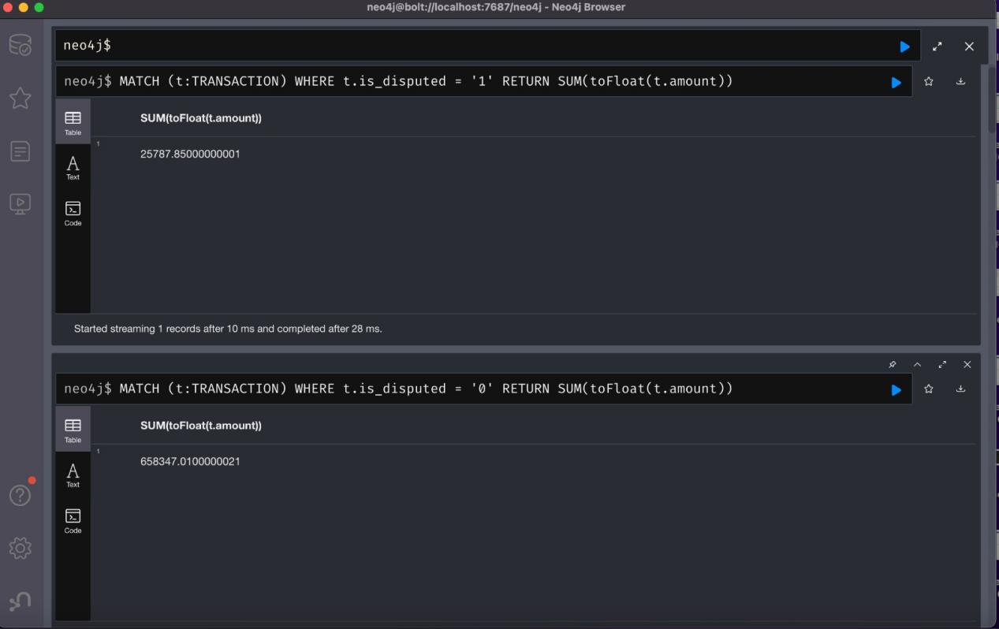 neo4j@bolt://localhost:7687/neo4j - Neo4j Browser
neo4j$
neo4j$ MATCH (t:TRANSACTION) WHERE t.is_disputed = '1' RETURN SUM(toFloat(t.amount))
Table
SUM(toFloat(t.amount))
1
25787.85000000001
A
Text
Code
Started streaming 1 records after 10 ms and completed after 28 ms.
neo4j$ MATCH (t:TRANSACTION) WHERE t.is_disputed = '0' RETURN SUM(toFloat(t.amount))
Table
SUM(toFloat(t.amount))
1
658347.0100000021
A
Text
Code